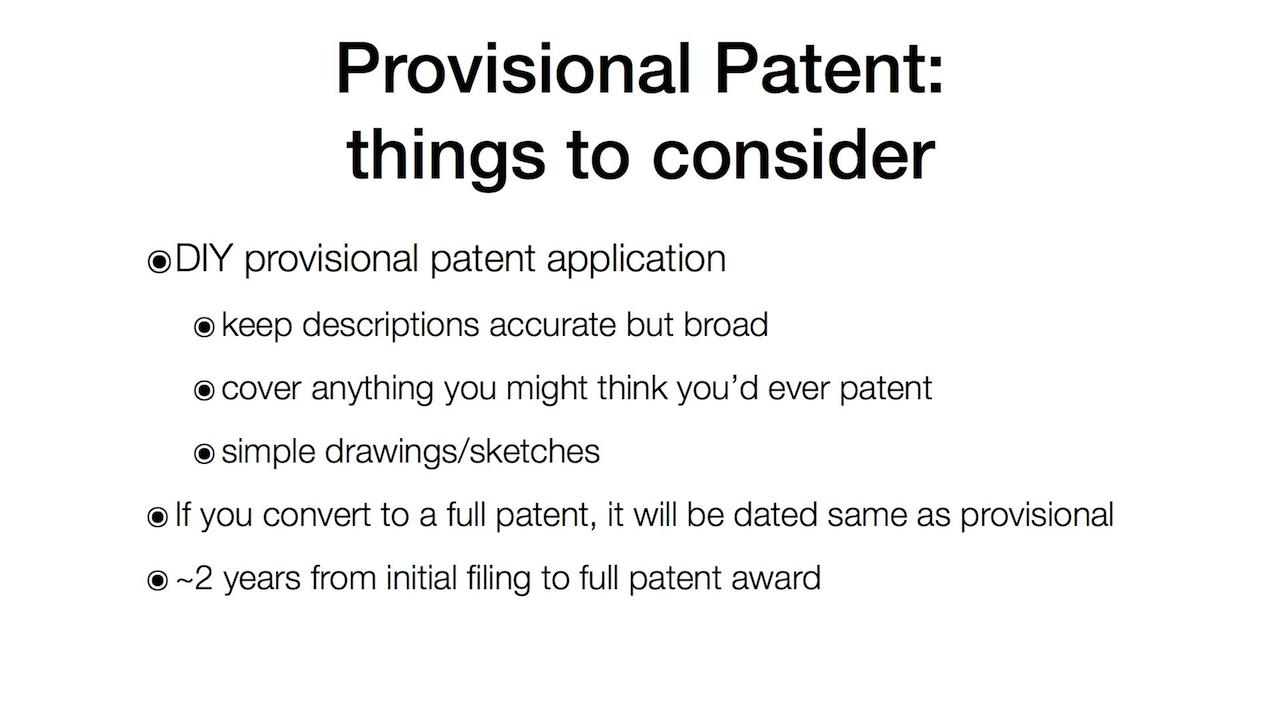 Provisional Patent:
things to consider
◉DIY provisional patent application
◉keep descriptions accurate but broad
◉cover anything you might think you’d ever patent
◉simple drawings/sketches
◉If you convert to a full patent, it will be dated same as provisional
◉~2 years from initial filing to full patent award